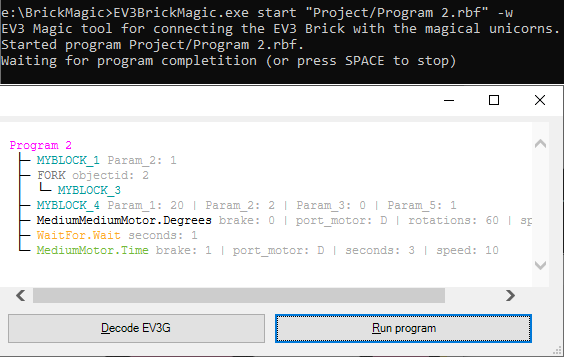 e:\BrickMagic>EV3BrickMagic.exe start "Project/Program 2.rbf" -w
EV3 Magic tool for connecting the EV3 Brick with the magical unicorns.
Started program Project/Program 2.rbf.
Waiting for program completition (or press SPACE to stop)
Program 2
MYBLOCK_1 Param_2: 1
FORK objectid: 2
MYBLOCK_3
MYBLOCK_4 Param_1: 20 | Param_2: 2 | Param_3: 0 | Param_5: 1
MediumMediumMotor.Degrees brake: 0 | port_motor: D | rotations: 60 | sp
WaitFor.Wait seconds: 1
MediumMotor.Time brake: 1 | port_motor: D | seconds: 3 | speed: 10
Decode EV3G Run program